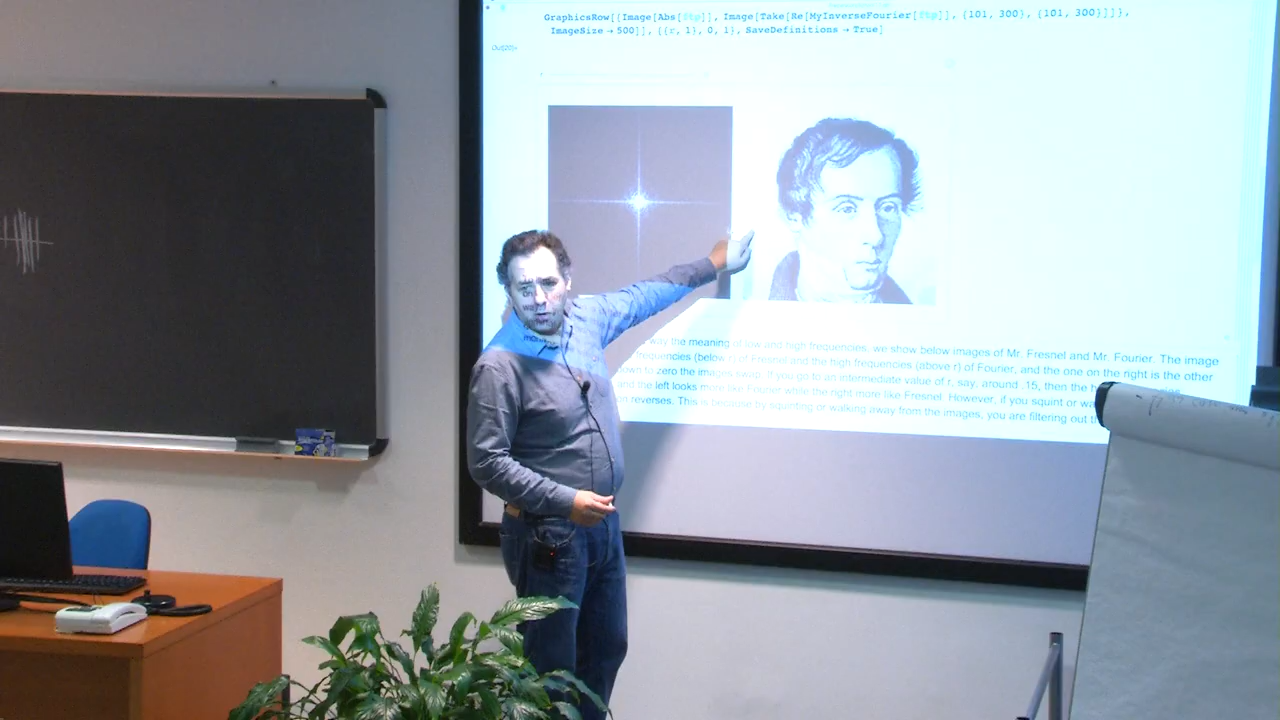 GraphicsRow[{Image[Abs[ftp]], Image[Take[Re[MyInverseFourier[ftp]], {101, 300}, {101, 300}]]},
ImageSize → 500]], {{r, 1}, 0, 1}, SaveDefinitions → True]
Out[20]=
way the meaning of low and high frequencies, we show below images of Mr. Fresnel and Mr. Fourier. The image
frequencies (below r) of Fresnel and the high frequencies (above r) of Fourier, and the one on the right is the other
down to zero the images swap. If you go to an intermediate value of r, say, around .15, then the
and the left looks more like Fourier while the right more like Fresnel. However, if you squint or
reverses. This is because by squinting or walking away from the images, you are filtering out